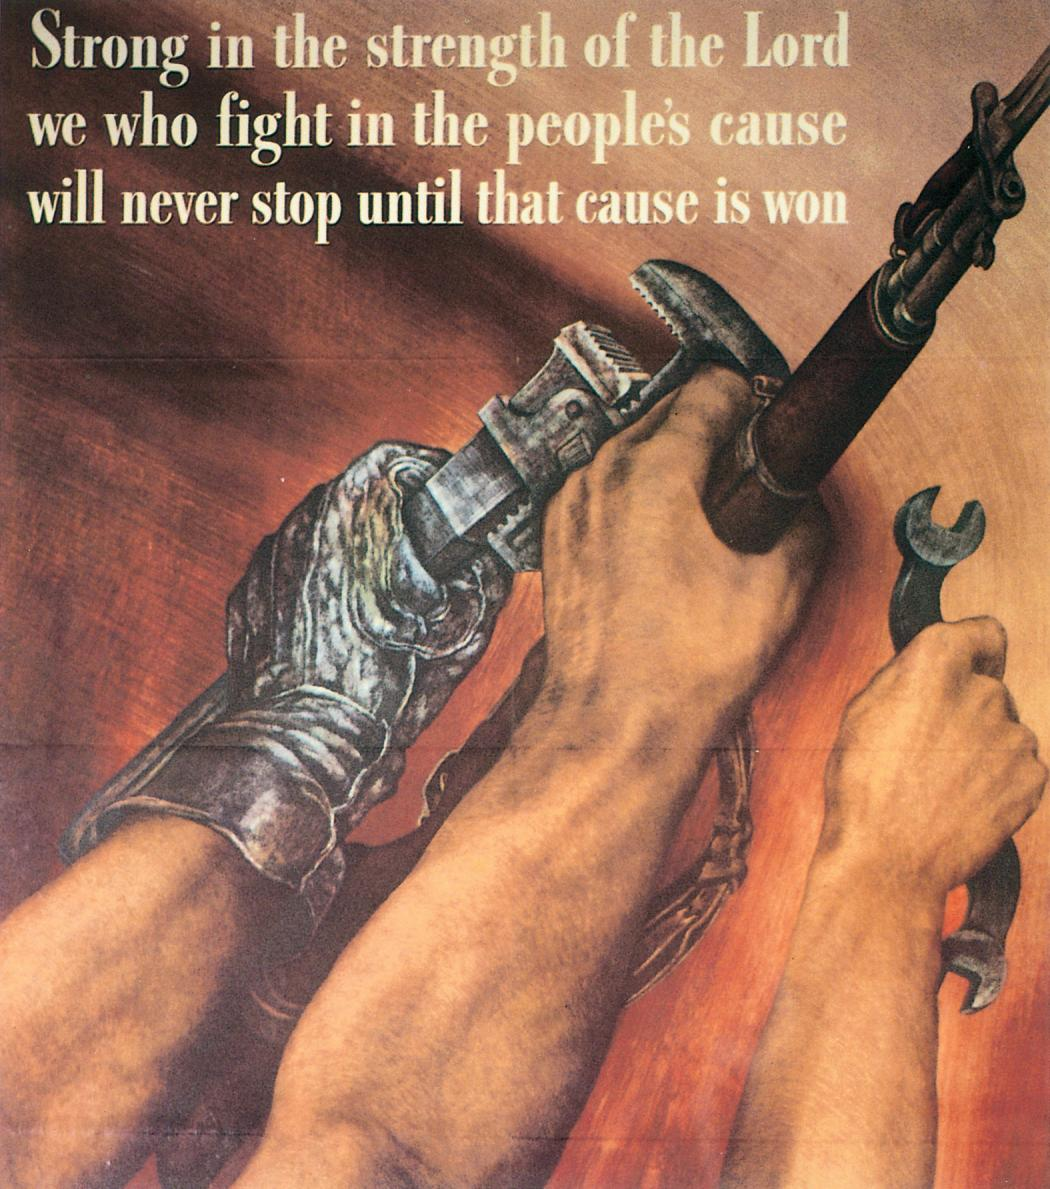 Strong in the strength of the Lord
we who fight in the people's cause
will never stop until that cause is won